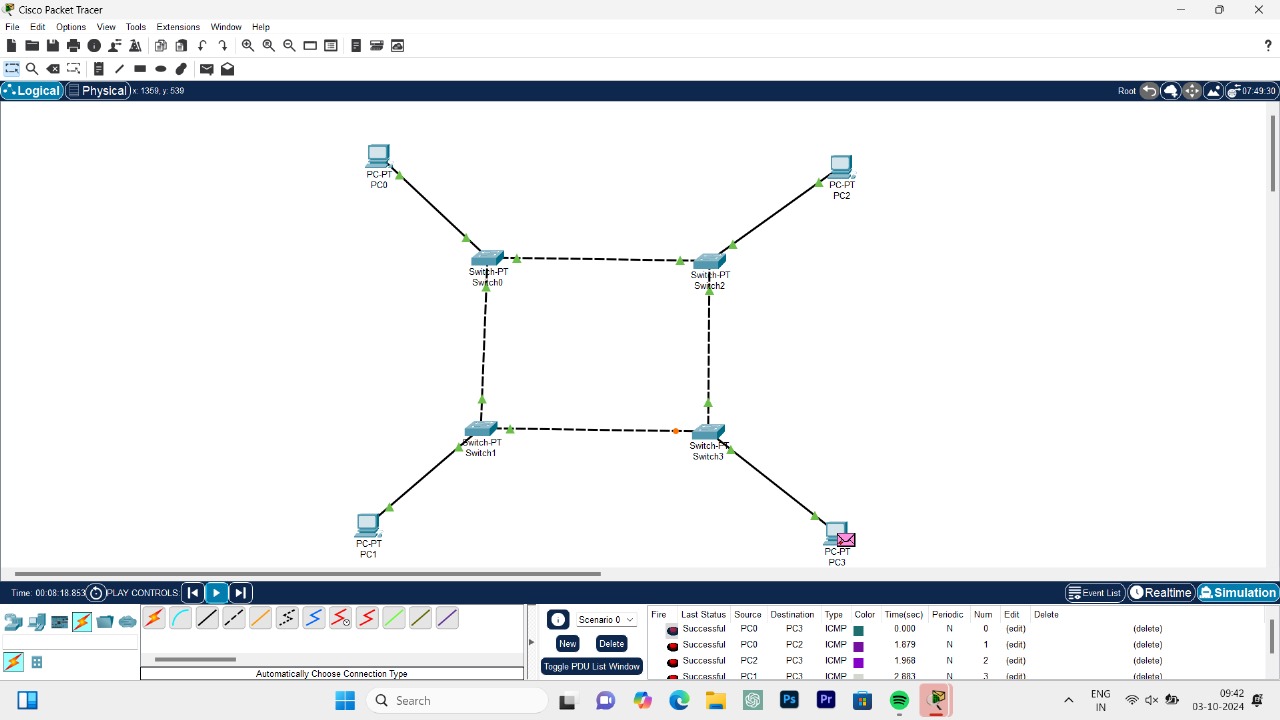 Cisco Packet Tracer
File Edit Options View Tools Extensions Window Help
?
Logical Physical x: 1359, y: 539 Root 07:49:30
PC-PT
PC0
PC-PT
PC2
Switch-PT
Switch0
Switch-PT
Switch2
Switch-PT
Switch1
Switch-PT
Switch3
PC-PT
PC1
PC-PT
PC3
Time: 00:08:18.853 PLAY CONTROLS: Event List Realtime Simulation
Scenario 0
New Delete
Toggle PDU List Window
Automatically Choose Connection Type
Fire Last Status Source Destination Type Color Time(sec) Periodic Num Edit Delete
Successful PC0 PC3 ICMP 0.000 N 0 (edit) (delete)
Successful PC0 PC2 ICMP 1.679 N 1 (edit) (delete)
Successful PC2 PC3 ICMP 1.968 N 2 (edit) (delete)
Successful PC1 PC3 ICMP 2.883 N 3 (edit) (delete)
Search
Ps
Pr
ENG
IN
09:42
03-10-2024